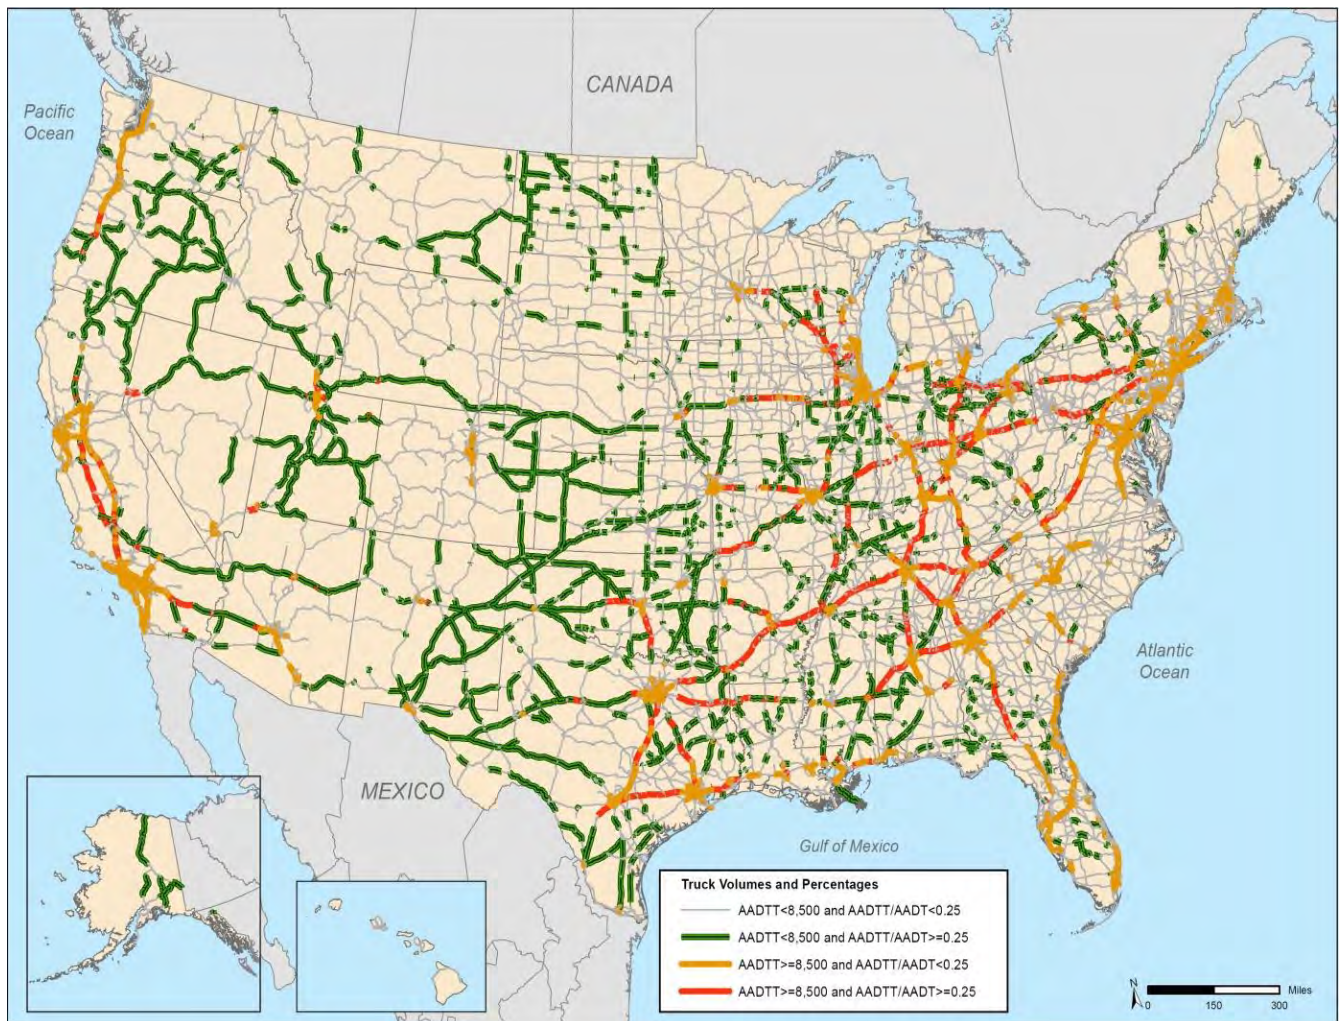 CANADA
Pacific
Ocean
Atlantic
Ocean
MEXICO
Gulf of Mexico
Truck Volumes and Percentages
AADTT<8,500 and AADTT/AADT<0.25
AADTT<8,500 and AADTT/AADT>=0.25
AADTT>=8,500 and AADTT/AADT<0.25
AADTT>=8,500 and AADTT/AADT>=0.25
N
Miles
0 150 300